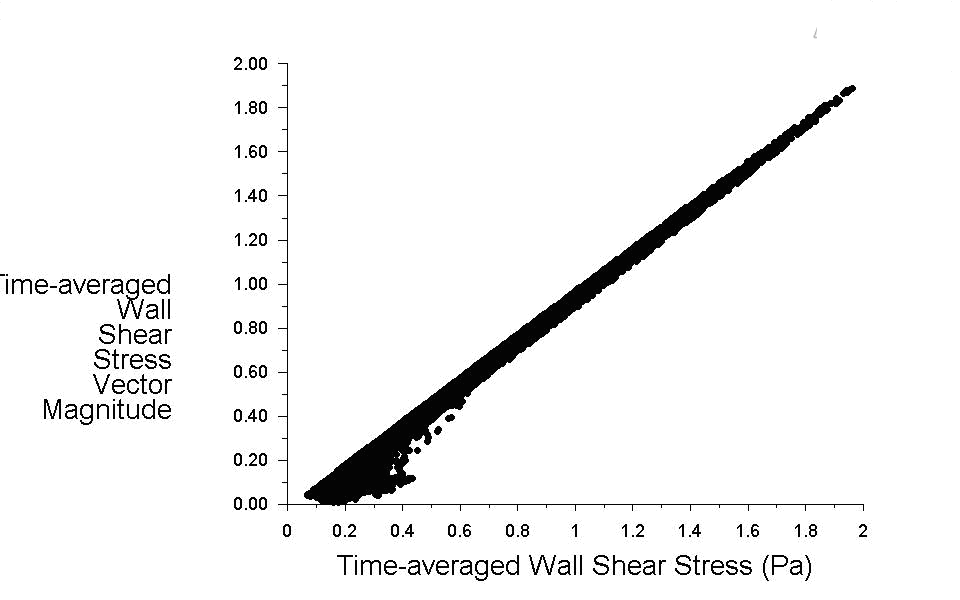 2.00
1.80
1.60
1.40
1.20
1.00
0.80
0.60
0.40
0.20
0.00
Time-averaged
Wall
Shear
Stress
Vector
Magnitude
0 0.2 0.4 0.6 0.8 1 1.2 1.4 1.6 1.8 2
Time-averaged Wall Shear Stress (Pa)